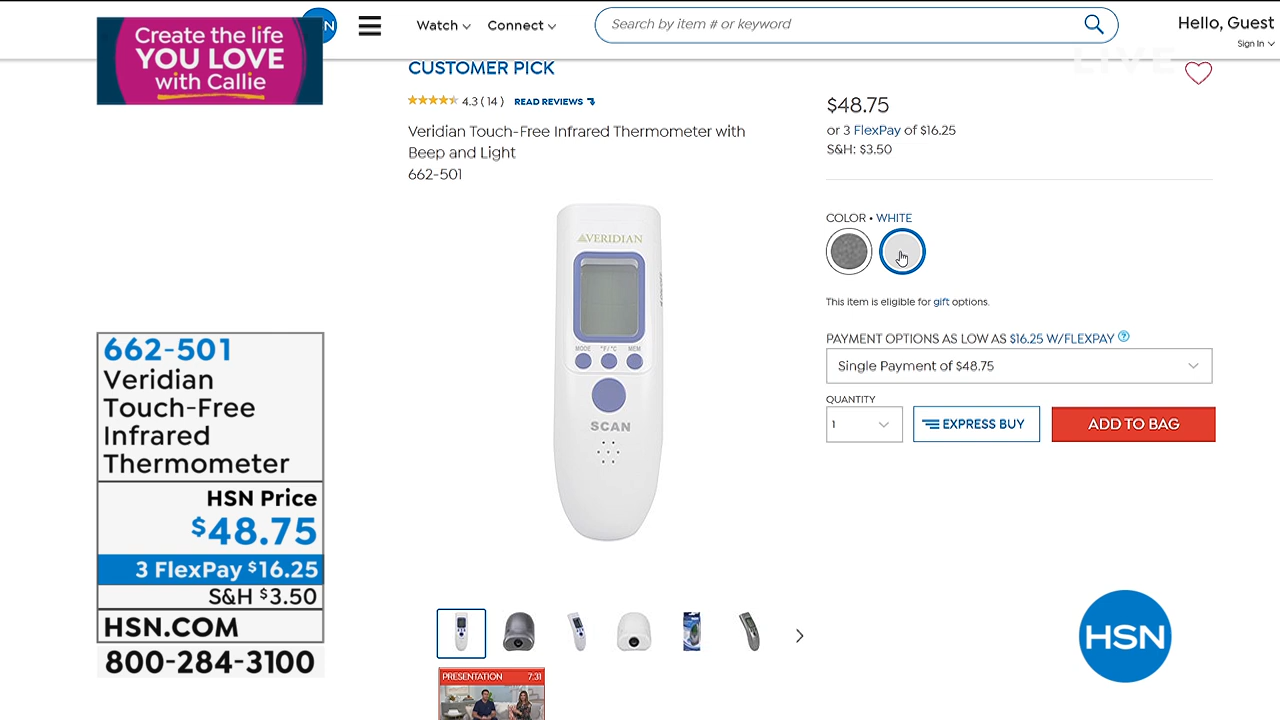 Create the life
YOU LOVE
with Callie
N
Watch
Connect
Search by item # or keyword
Hello, Guest
Sign In
LIVE
CUSTOMER PICK
4.3 ( 14 ) READ REVIEWS
Veridian Touch-Free Infrared Thermometer with
Beep and Light
662-501
VERIDIAN
MODE °F/°C MEM
SCAN
$48.75
or 3 FlexPay of $16.25
S&H: $3.50
COLOR • WHITE
This item is eligible for gift options.
PAYMENT OPTIONS AS LOW AS $16.25 W/FLEXPAY ?
Single Payment of $48.75
QUANTITY
1
EXPRESS BUY
ADD TO BAG
662-501
Veridian
Touch-Free
Infrared
Thermometer
HSN Price
$48.75
3 FlexPay $16.25
S&H $3.50
HSN.COM
800-284-3100
PRESENTATION 7:31
HSN